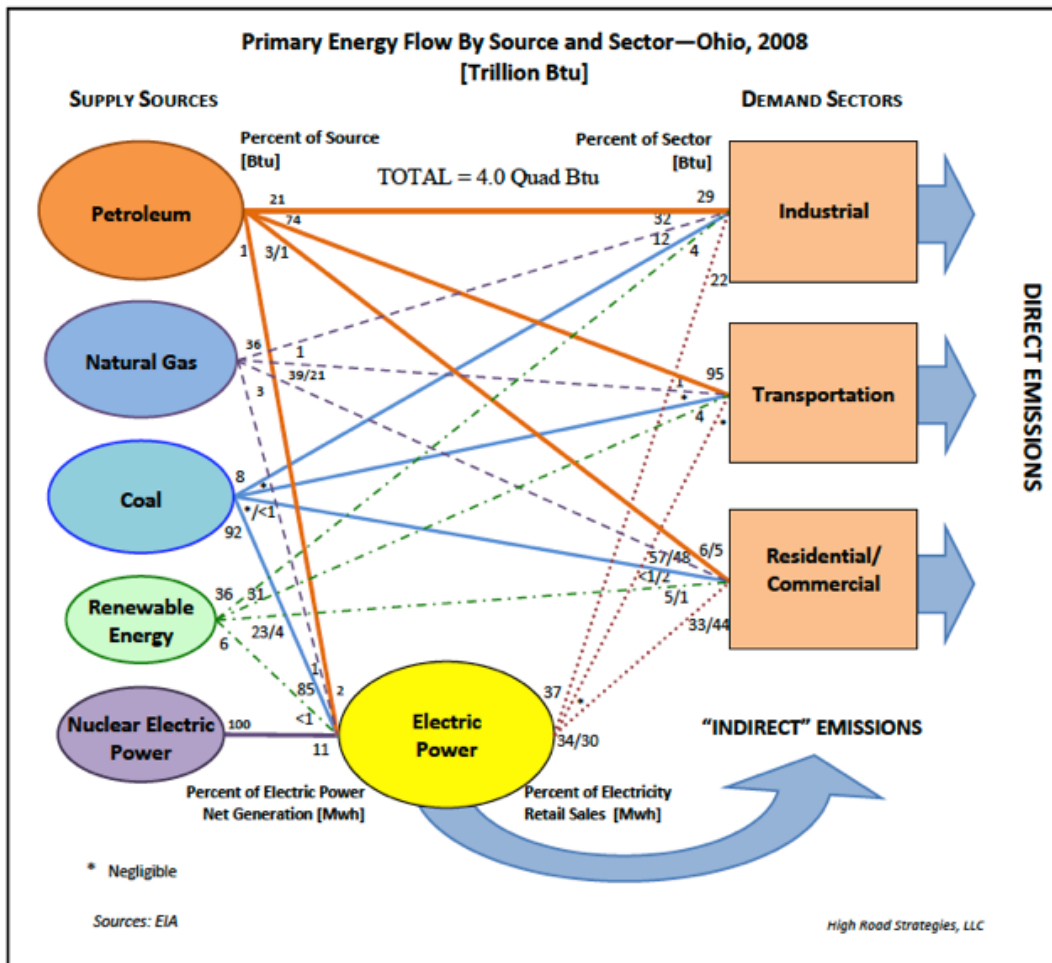 Primary Energy Flow By Source and Sector—Ohio, 2008
[Trillion Btu]
SUPPLY SOURCES
DEMAND SECTORS
Percent of Source
[Btu]
Percent of Sector
[Btu]
TOTAL = 4.0 Quad Btu
Petroleum
21
74
1
3/1
29
32
12
4
22
Industrial
Natural Gas
36
1
39/21
3
1
*
95
4
*
Transportation
DIRECT EMISSIONS
Coal
8
*
*/<1
92
57/48
6/5
<1/2
5/1
33/44
Residential/
Commercial
Renewable
Energy
36
31
23/4
6
1
85
2
<1
Nuclear Electric
Power
100
11
Electric
Power
37
*
34/30
"INDIRECT" EMISSIONS
Percent of Electric Power
Net Generation [Mwh]
Percent of Electricity
Retail Sales [Mwh]
* Negligible
Sources: EIA
High Road Strategies, LLC